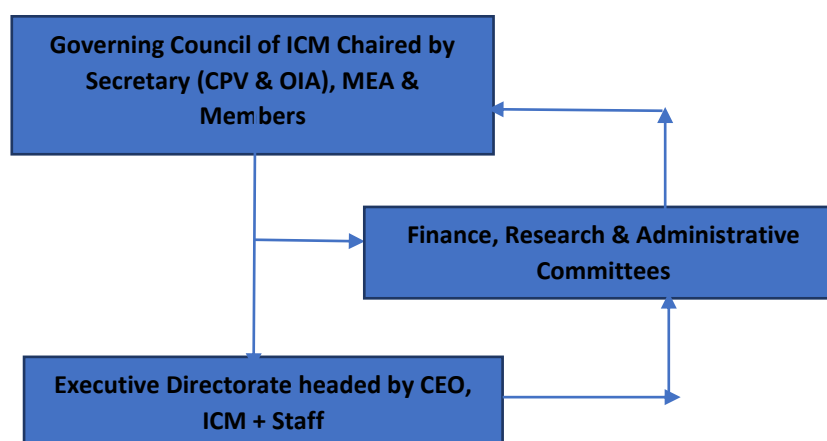 Governing Council of ICM Chaired by
Secretary (CPV & OIA), MEA &
Members
Finance, Research & Administrative
Committees
Executive Directorate headed by CEO,
ICM + Staff